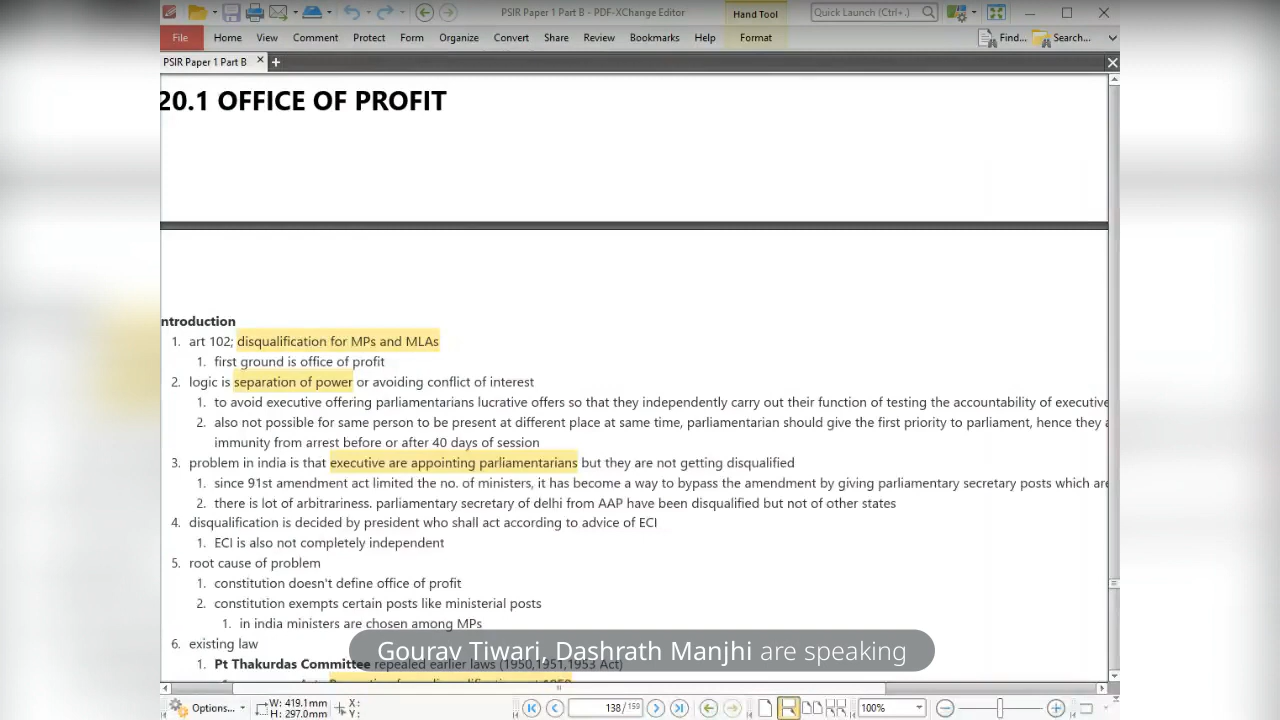 PSIR Paper 1 Part B - PDF-XChange Editor
Hand Tool
Quick Launch (Ctrl+.)
File Home View Comment Protect Form Organize Convert Share Review Bookmarks Help Format Find... Search...
PSIR Paper 1 Part B
20.1 OFFICE OF PROFIT
ntroduction
1. art 102; disqualification for MPs and MLAs
1. first ground is office of profit
2. logic is separation of power or avoiding conflict of interest
1. to avoid executive offering parliamentarians lucrative offers so that they independently carry out their function of testing the accountability of executive
2. also not possible for same person to be present at different place at same time, parliamentarian should give the first priority to parliament, hence they
immunity from arrest before or after 40 days of session
3. problem in india is that executive are appointing parliamentarians but they are not getting disqualified
1. since 91st amendment act limited the no. of ministers, it has become a way to bypass the amendment by giving parliamentary secretary posts which are
2. there is lot of arbitrariness. parliamentary secretary of delhi from AAP have been disqualified but not of other states
4. disqualification is decided by president who shall act according to advice of ECI
1. ECI is also not completely independent
5. root cause of problem
1. constitution doesn't define office of profit
2. constitution exempts certain posts like ministerial posts
1. in india ministers are chosen among MPs
6. existing law
Gourav Tiwari, Dashrath Manjhi are speaking
1. Pt Thakurdas Committee repealed earlier laws (1950,1951,1953 Act)
Options...
W: 419.1mm
H: 297.0mm
X:
Y:
138/159
100%